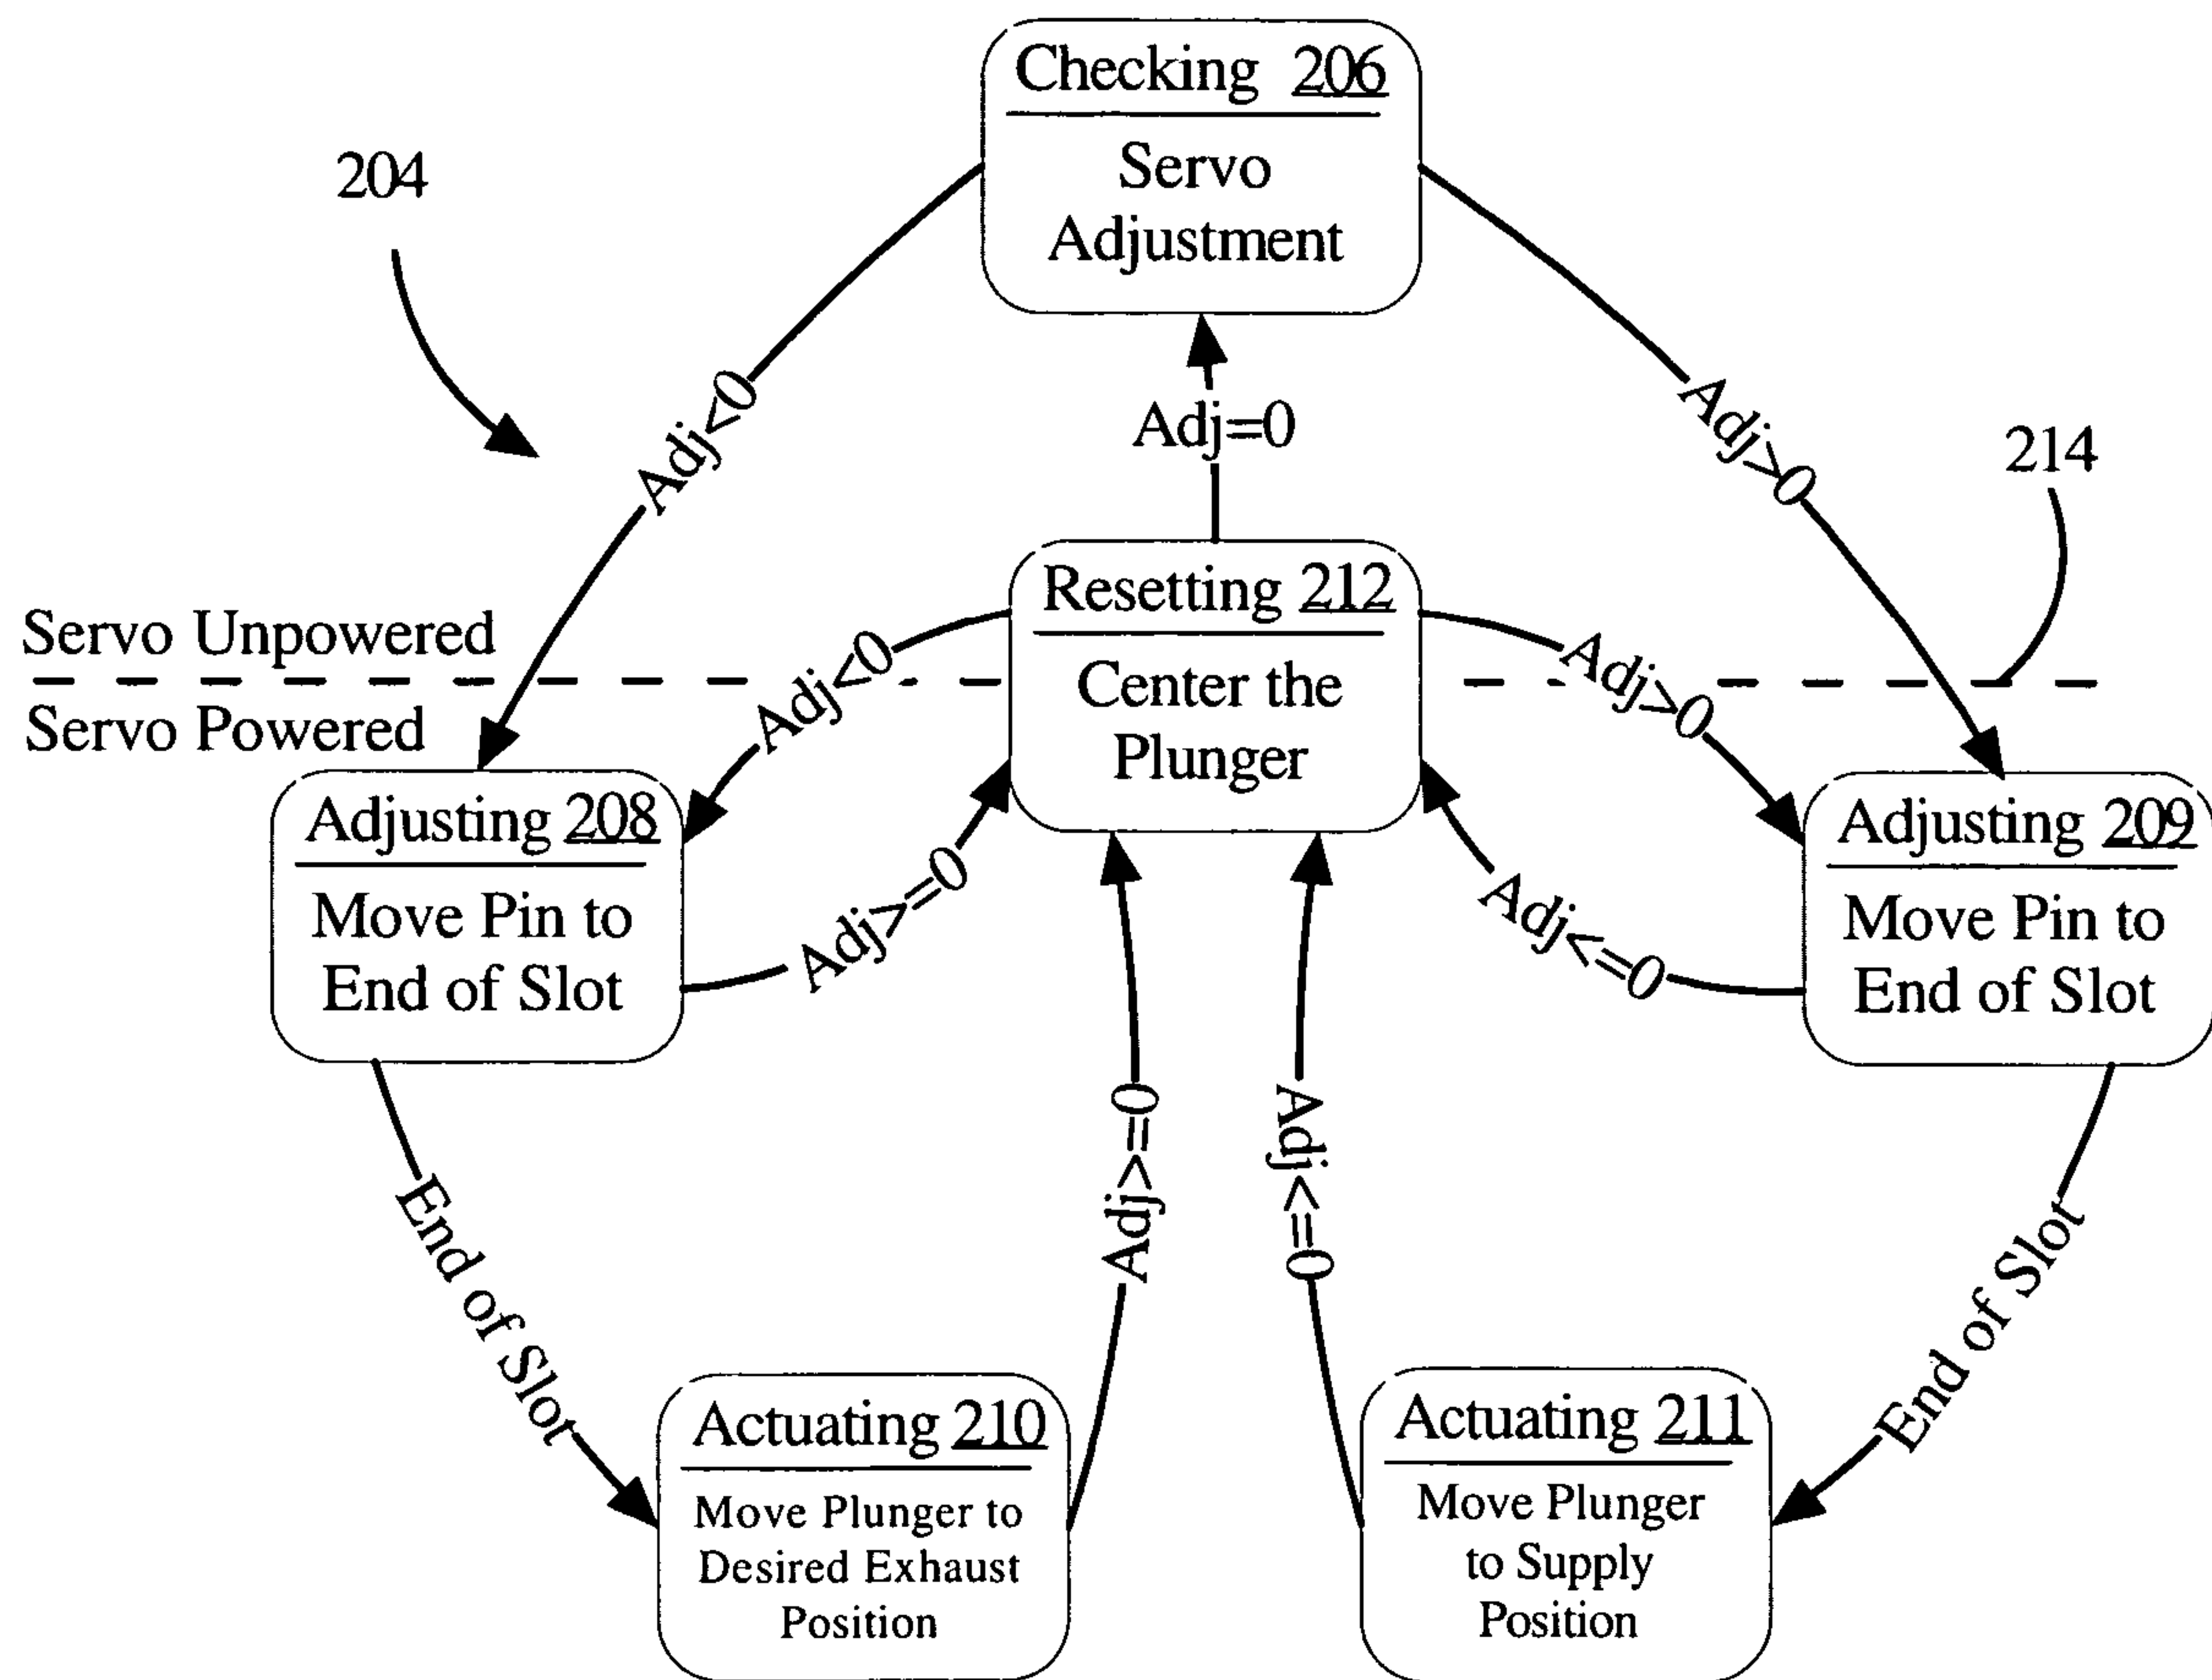 Checking 206
Servo
Adjustment
204
Adj<0
Adj=0
Adj>0
214
Resetting 212
Center the
Plunger
Servo Unpowered
Servo Powered
Adj<0
Adj>0
Adjusting 208
Move Pin to
End of Slot
Adj>=0
Adj<=0
Adjusting 209
Move Pin to
End of Slot
End of Slot
Adj>=0
Adj<=0
End of Slot
Actuating 210
Move Plunger to
Desired Exhaust
Position
Actuating 211
Move Plunger
to Supply
Position